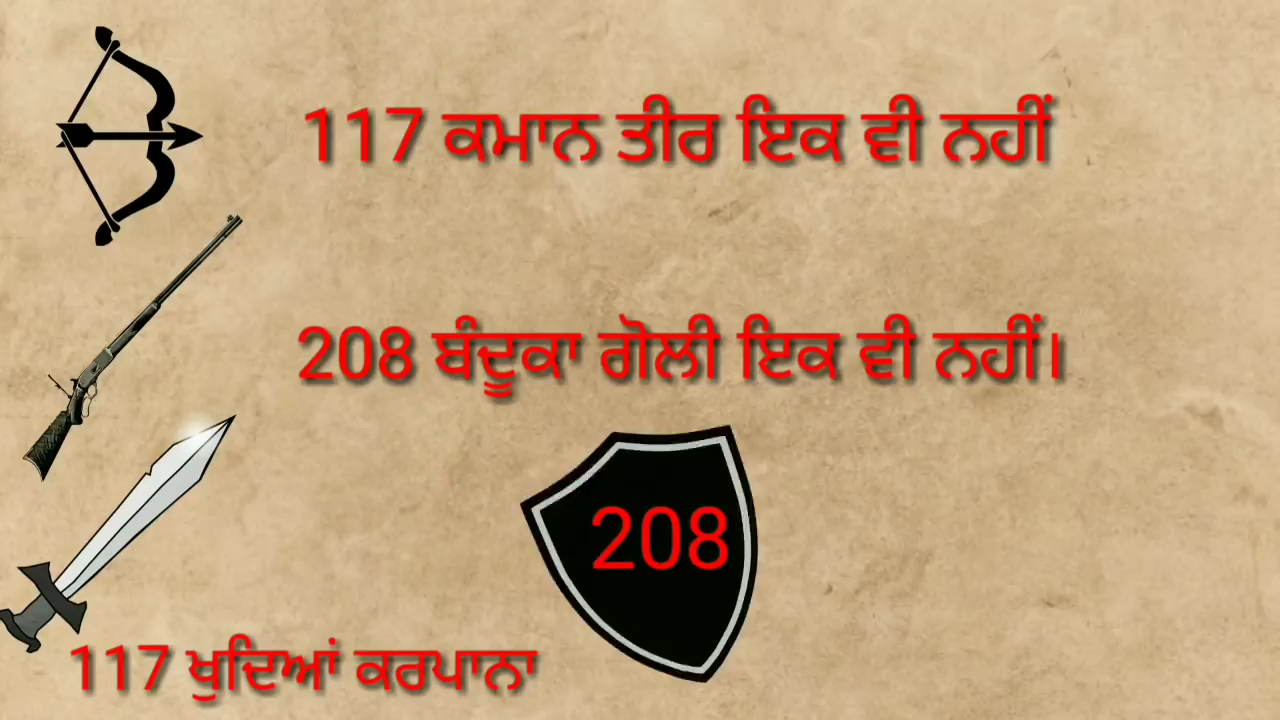 117 ਕਮਾਨ ਤੀਰ ਇਕ ਵੀ ਨਹੀਂ
208 ਬੰਦੂਕਾ ਗੋਲੀ ਇਕ ਵੀ ਨਹੀਂ।
208
117 ਖੁਦਿਆਂ ਕਰਪਾਨਾ